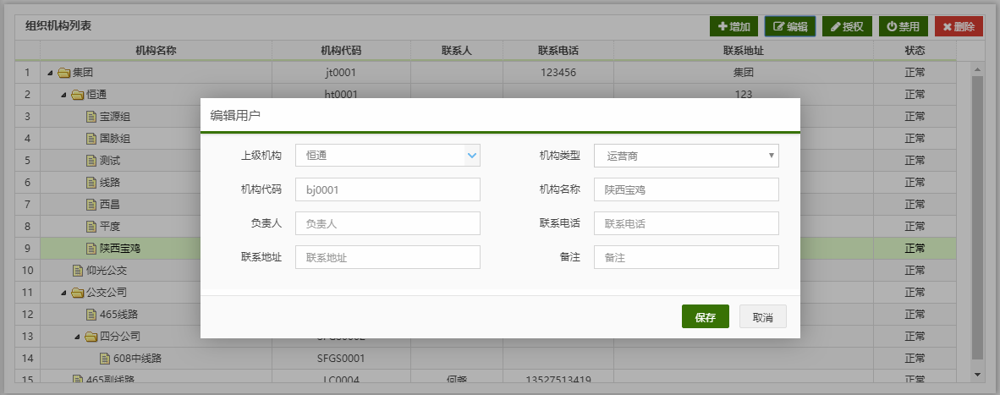 组织机构列表 增加 编辑 授权 禁用 删除
机构名称 机构代码 联系人 联系电话 联系地址 状态
1 集团 jt0001 123456 集团 正常
2 恒通 ht0001 123 正常
3 宝源组 正常
4 国脉组 正常
5 测试 正常
6 线路 正常
7 西昌 正常
8 平度 正常
9 陕西宝鸡 正常
10 仰光公交 正常
11 公交公司 正常
12 465线路 正常
13 四分公司 SFGS0002 正常
14 608中线路 SFGS0001 正常
15 465副线路 LC0004 13527513419 正常
编辑用户
上级机构 恒通 机构类型 运营商
机构代码 bj0001 机构名称 陕西宝鸡
负责人 负责人 联系电话 联系电话
联系地址 联系地址 备注 备注
保存 取消